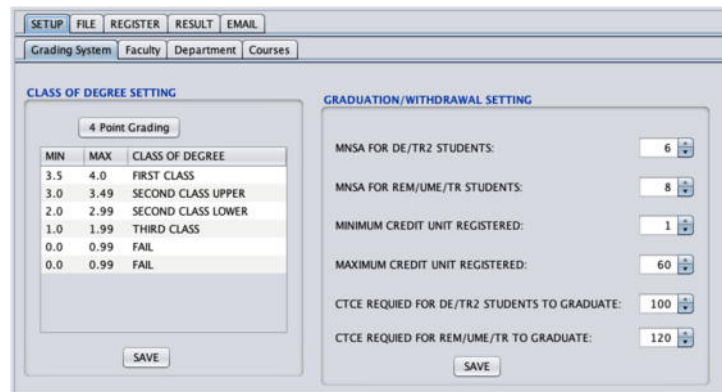 SETUP FILE REGISTER RESULT EMAIL
Grading System Faculty Department Courses
CLASS OF DEGREE SETTING
4 Point Grading
MIN MAX CLASS OF DEGREE
3.5 4.0 FIRST CLASS
3.0 3.49 SECOND CLASS UPPER
2.0 2.99 SECOND CLASS LOWER
1.0 1.99 THIRD CLASS
0.0 0.99 FAIL
0.0 0.99 FAIL
SAVE
GRADUATION/WITHDRAWAL SETTING
MNSA FOR DE/TR2 STUDENTS: 6
MNSA FOR REM/UME/TR STUDENTS: 8
MINIMUM CREDIT UNIT REGISTERED: 1
MAXIMUM CREDIT UNIT REGISTERED: 60
CTCE REQUIED FOR DE/TR2 STUDENTS TO GRADUATE: 100
CTCE REQUIED FOR REM/UME/TR TO GRADUATE: 120
SAVE